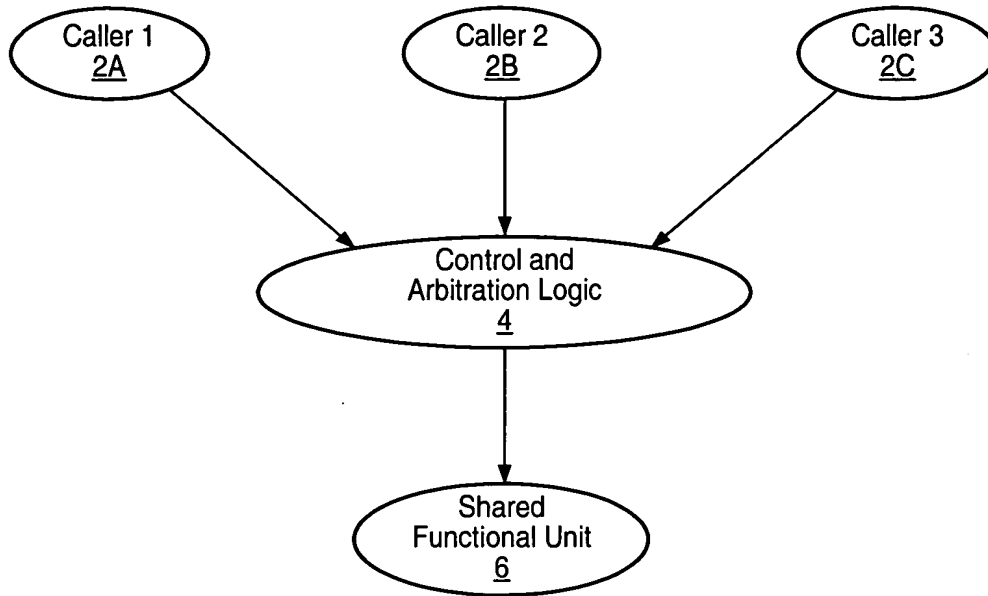 Caller 1
2A
Caller 2
2B
Caller 3
2C
Control and
Arbitration Logic
4
Shared
Functional Unit
6